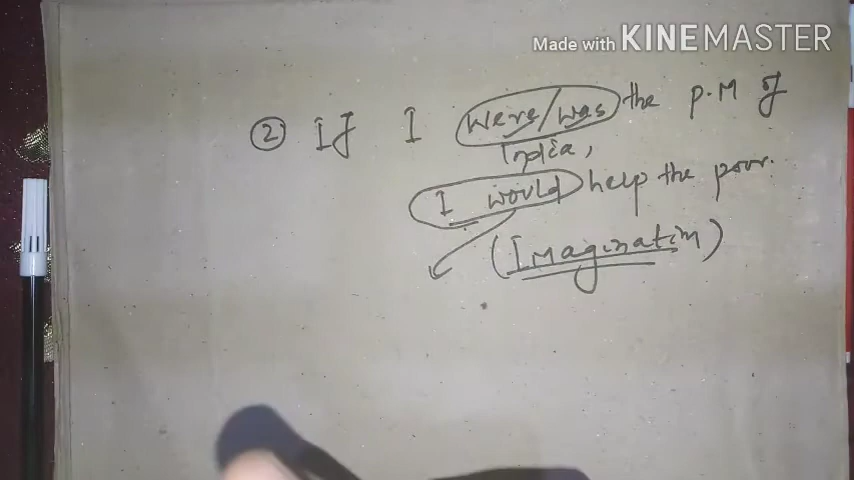 Made with KINEMASTER
② If I were/was the P.M of
India,
I would help the poor.
(Imagination)